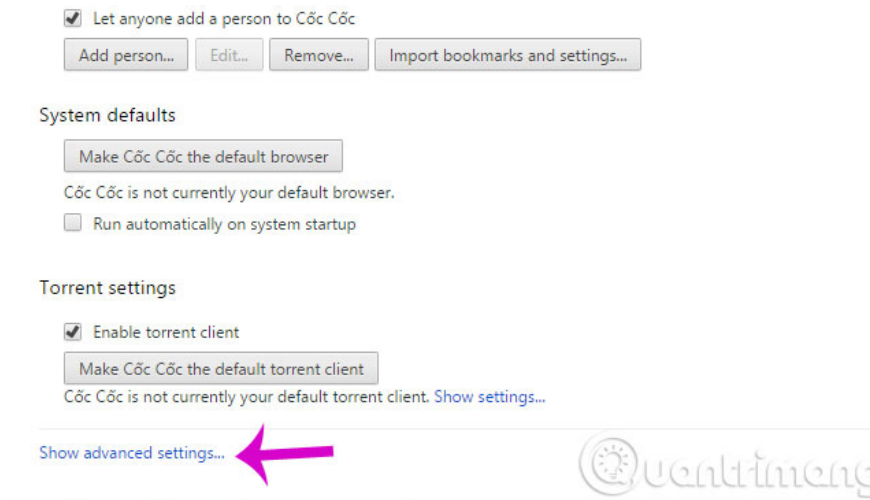 Let anyone add a person to Cốc Cốc
Add person... Edit... Remove... Import bookmarks and settings...
System defaults
Make Cốc Cốc the default browser
Cốc Cốc is not currently your default browser.
Run automatically on system startup
Torrent settings
Enable torrent client
Make Cốc Cốc the default torrent client
Cốc Cốc is not currently your default torrent client. Show settings...
Show advanced settings...
Quantrimang